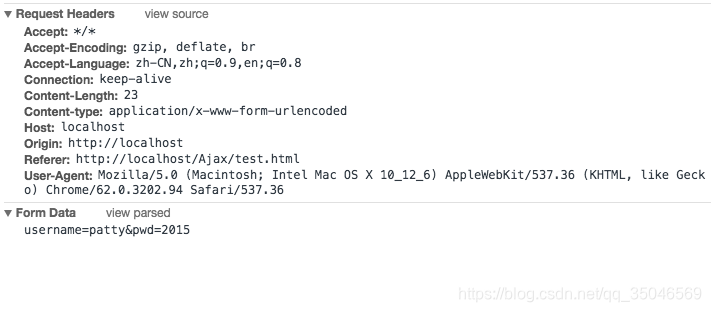 Request Headers view source
Accept: */*
Accept-Encoding: gzip, deflate, br
Accept-Language: zh-CN,zh;q=0.9,en;q=0.8
Connection: keep-alive
Content-Length: 23
Content-type: application/x-www-form-urlencoded
Host: localhost
Origin: http://localhost
Referer: http://localhost/Ajax/test.html
User-Agent: Mozilla/5.0 (Macintosh; Intel Mac OS X 10_12_6) AppleWebKit/537.36 (KHTML, like Geck
o) Chrome/62.0.3202.94 Safari/537.36
Form Data view parsed
username=patty&pwd=2015
https://blog.csdn.net/qq_35046569